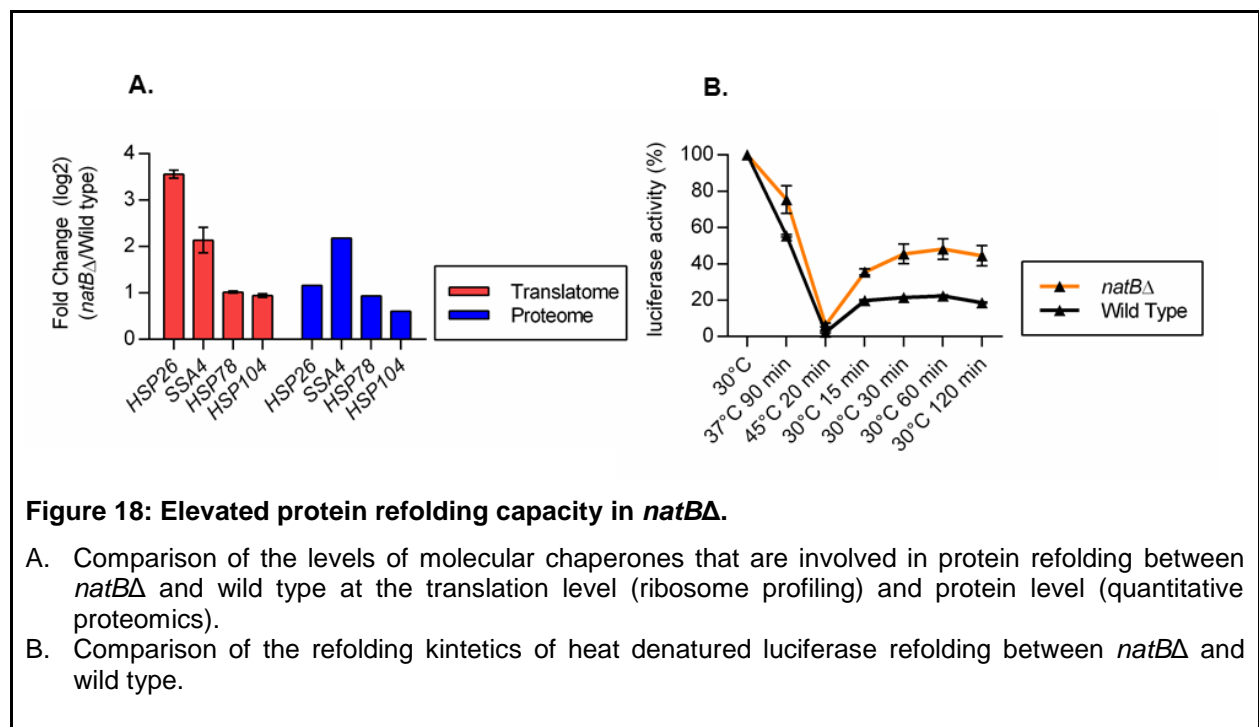 A.
Fold Change (log2)
(natBΔ/Wild type)
4
3
2
1
0
HSP26
SSA4
HSP78
HSP104
HSP26
SSA4
HSP78
HSP104
Translatome
Proteome
B.
luciferase activity (%)
100
80
60
40
20
0
30°C
37°C 90 min
45°C 20 min
30°C 15 min
30°C 30 min
30°C 60 min
30°C 120 min
natBΔ
Wild Type
Figure 18: Elevated protein refolding capacity in natBΔ.
A. Comparison of the levels of molecular chaperones that are involved in protein refolding between
natBΔ and wild type at the translation level (ribosome profiling) and protein level (quantitative
proteomics).
B. Comparison of the refolding kintetics of heat denatured luciferase refolding between natBΔ and
wild type.